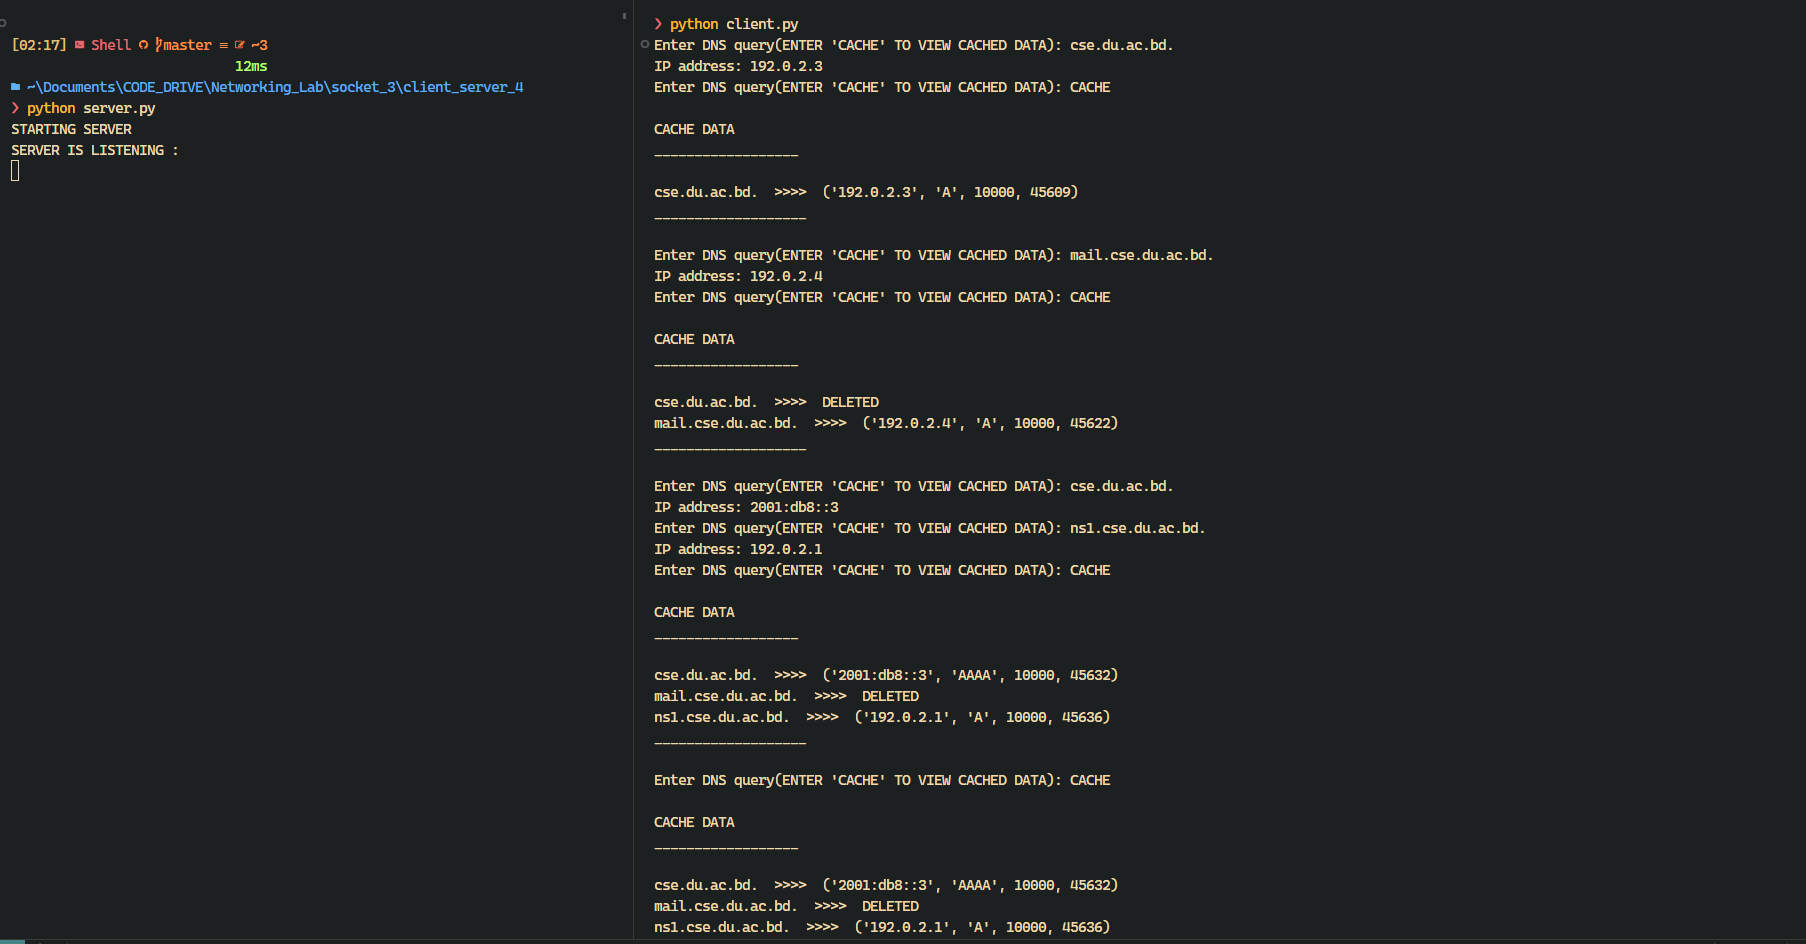 [02:17] Shell master ≡ ~3
12ms
~\Documents\CODE_DRIVE\Networking_Lab\socket_3\client_server_4
❯ python server.py
STARTING SERVER
SERVER IS LISTENING :
❯ python client.py
Enter DNS query(ENTER 'CACHE' TO VIEW CACHED DATA): cse.du.ac.bd.
IP address: 192.0.2.3
Enter DNS query(ENTER 'CACHE' TO VIEW CACHED DATA): CACHE
CACHE DATA
__________________
cse.du.ac.bd.  >>>>  ('192.0.2.3', 'A', 10000, 45609)
___________________
Enter DNS query(ENTER 'CACHE' TO VIEW CACHED DATA): mail.cse.du.ac.bd.
IP address: 192.0.2.4
Enter DNS query(ENTER 'CACHE' TO VIEW CACHED DATA): CACHE
CACHE DATA
__________________
cse.du.ac.bd.  >>>>  DELETED
mail.cse.du.ac.bd.  >>>>  ('192.0.2.4', 'A', 10000, 45622)
___________________
Enter DNS query(ENTER 'CACHE' TO VIEW CACHED DATA): cse.du.ac.bd.
IP address: 2001:db8::3
Enter DNS query(ENTER 'CACHE' TO VIEW CACHED DATA): ns1.cse.du.ac.bd.
IP address: 192.0.2.1
Enter DNS query(ENTER 'CACHE' TO VIEW CACHED DATA): CACHE
CACHE DATA
__________________
cse.du.ac.bd.  >>>>  ('2001:db8::3', 'AAAA', 10000, 45632)
mail.cse.du.ac.bd.  >>>>  DELETED
ns1.cse.du.ac.bd.  >>>>  ('192.0.2.1', 'A', 10000, 45636)
___________________
Enter DNS query(ENTER 'CACHE' TO VIEW CACHED DATA): CACHE
CACHE DATA
__________________
cse.du.ac.bd.  >>>>  ('2001:db8::3', 'AAAA', 10000, 45632)
mail.cse.du.ac.bd.  >>>>  DELETED
ns1.cse.du.ac.bd.  >>>>  ('192.0.2.1', 'A', 10000, 45636)